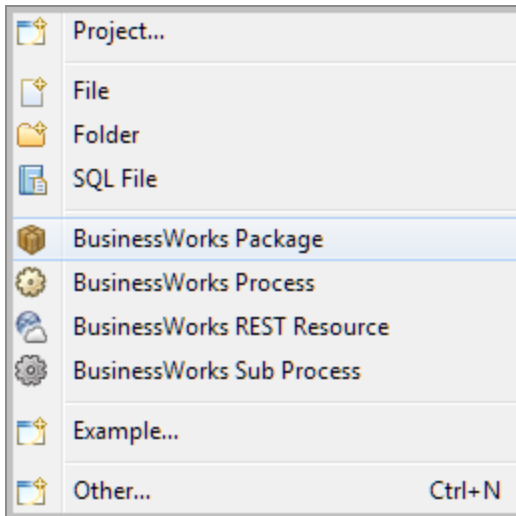 Project...
File
Folder
SQL File
BusinessWorks Package
BusinessWorks Process
BusinessWorks REST Resource
BusinessWorks Sub Process
Example...
Other... Ctrl+N